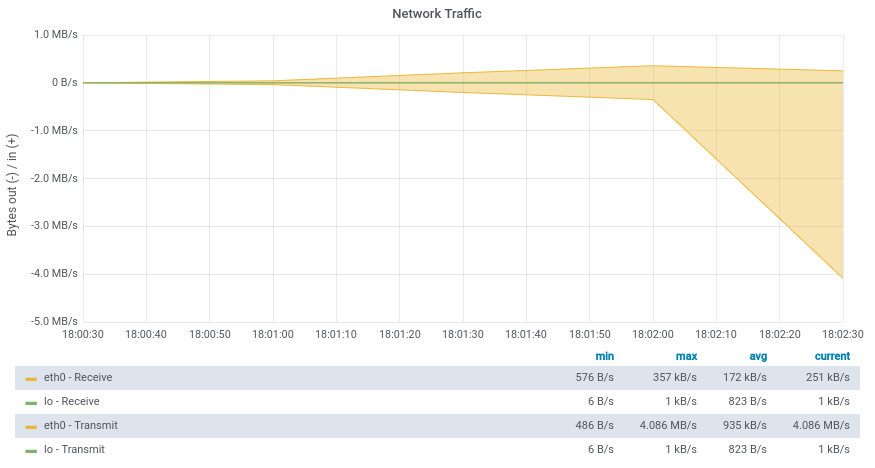 Network Traffic
1.0 MB/s
0 B/s
-1.0 MB/s
-2.0 MB/s
-3.0 MB/s
-4.0 MB/s
-5.0 MB/s
Bytes out (-) / in (+)
18:00:30 18:00:40 18:00:50 18:01:00 18:01:10 18:01:20 18:01:30 18:01:40 18:01:50 18:02:00 18:02:10 18:02:20 18:02:30
min max avg current
eth0 - Receive 576 B/s 357 kB/s 172 kB/s 251 kB/s
lo - Receive 6 B/s 1 kB/s 823 B/s 1 kB/s
eth0 - Transmit 486 B/s 4.086 MB/s 935 kB/s 4.086 MB/s
lo - Transmit 6 B/s 1 kB/s 823 B/s 1 kB/s